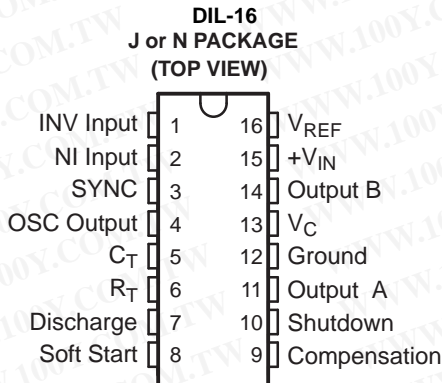 DIL-16
J or N PACKAGE
(TOP VIEW)
INV Input 1 16 VREF
NI Input 2 15 +VIN
SYNC 3 14 Output B
OSC Output 4 13 VC
CT 5 12 Ground
RT 6 11 Output A
Discharge 7 10 Shutdown
Soft Start 8 9 Compensation